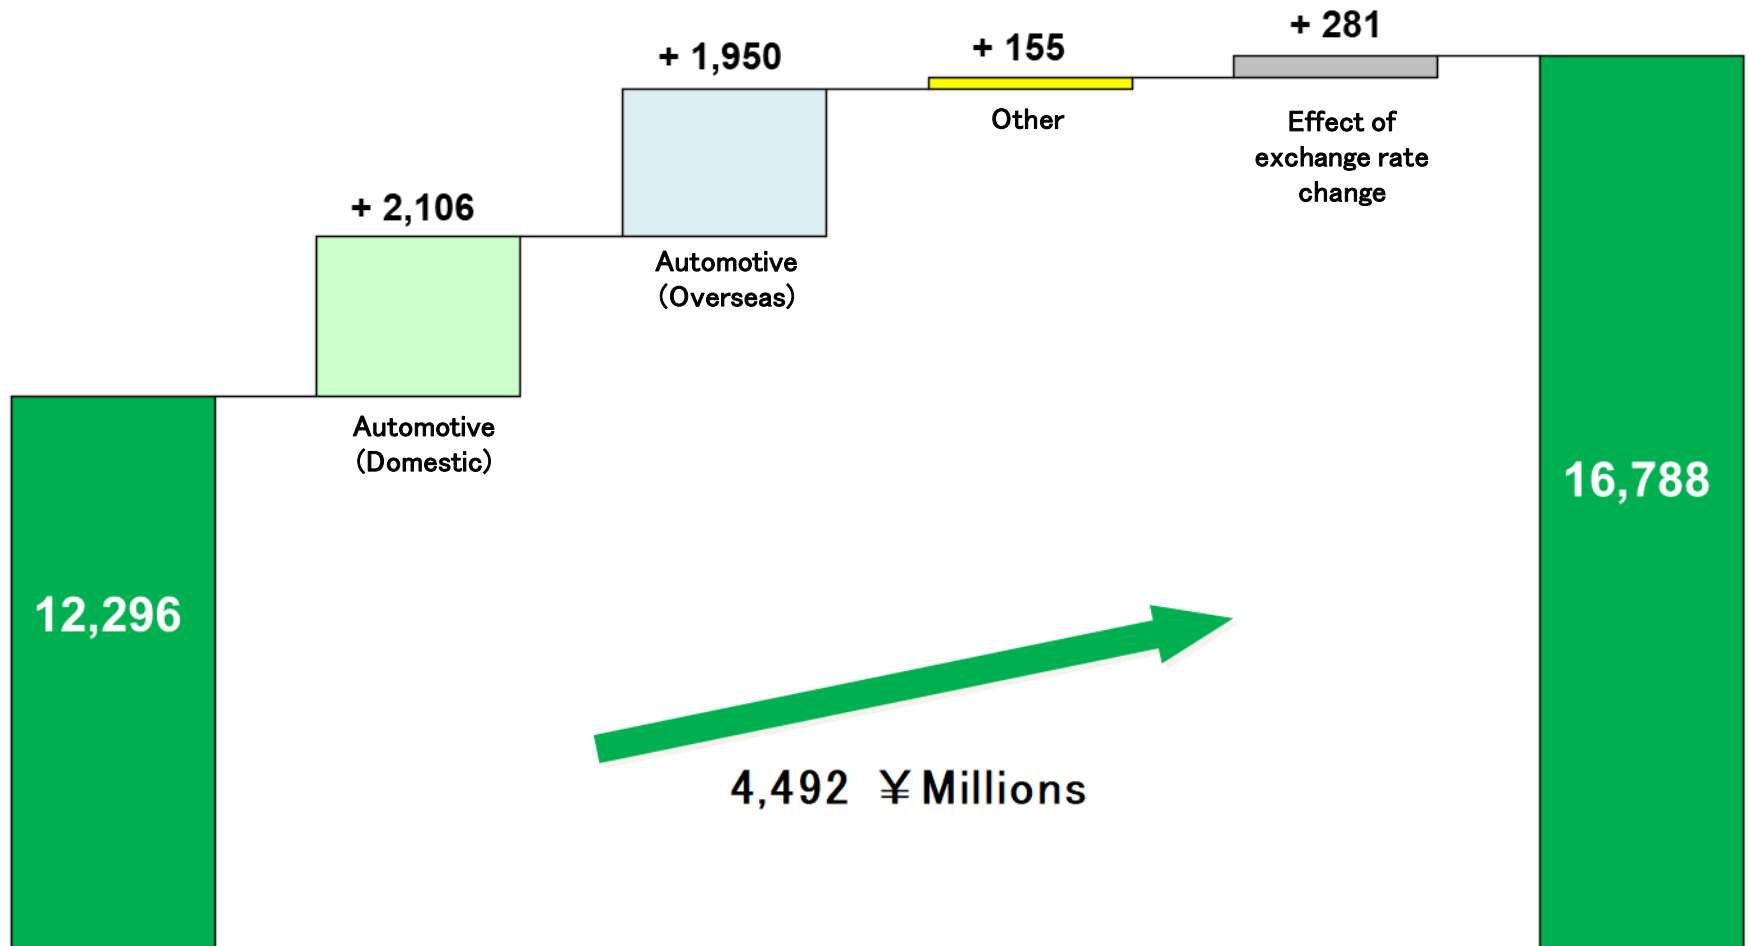 + 281
+ 155
+ 1,950
Other
Effect of
exchange rate
change
+ 2,106
Automotive
(Overseas)
Automotive
(Domestic)
16,788
12,296
4,492 ¥Millions